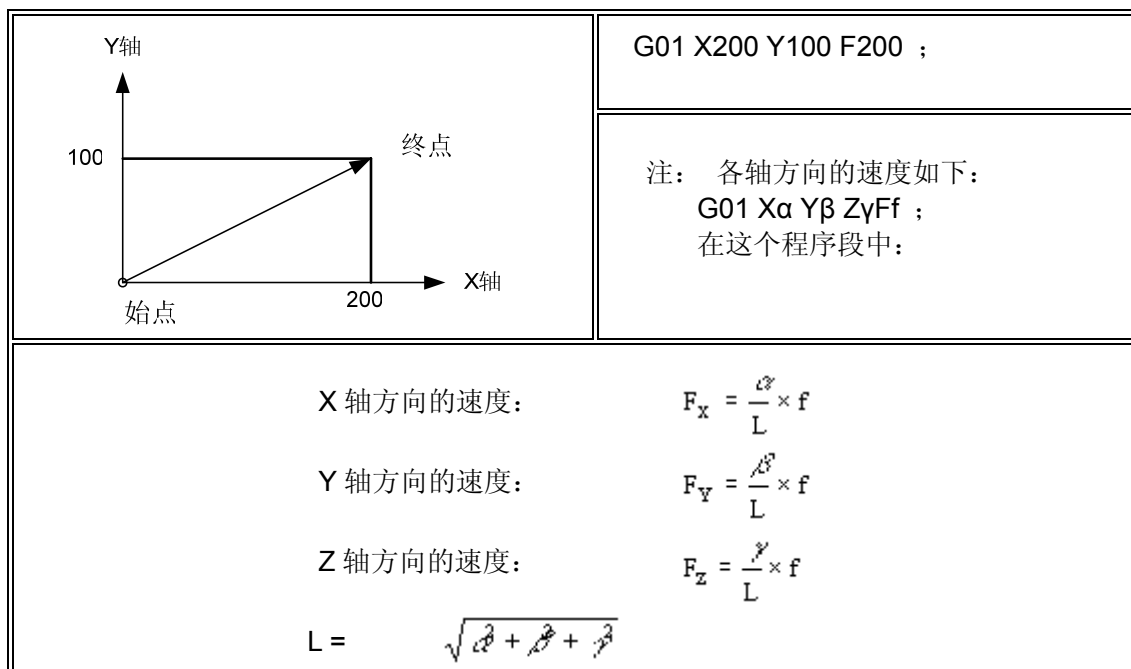 Y轴
100
终点
X轴
200
始点
G01 X200 Y100 F200 ；
注： 各轴方向的速度如下：
G01 Xα Yβ ZγFf ；
在这个程序段中：
X 轴方向的速度： F_X = α/L × f
Y 轴方向的速度： F_Y = β/L × f
Z 轴方向的速度： F_Z = γ/L × f
L = √(α² + β² + γ²)